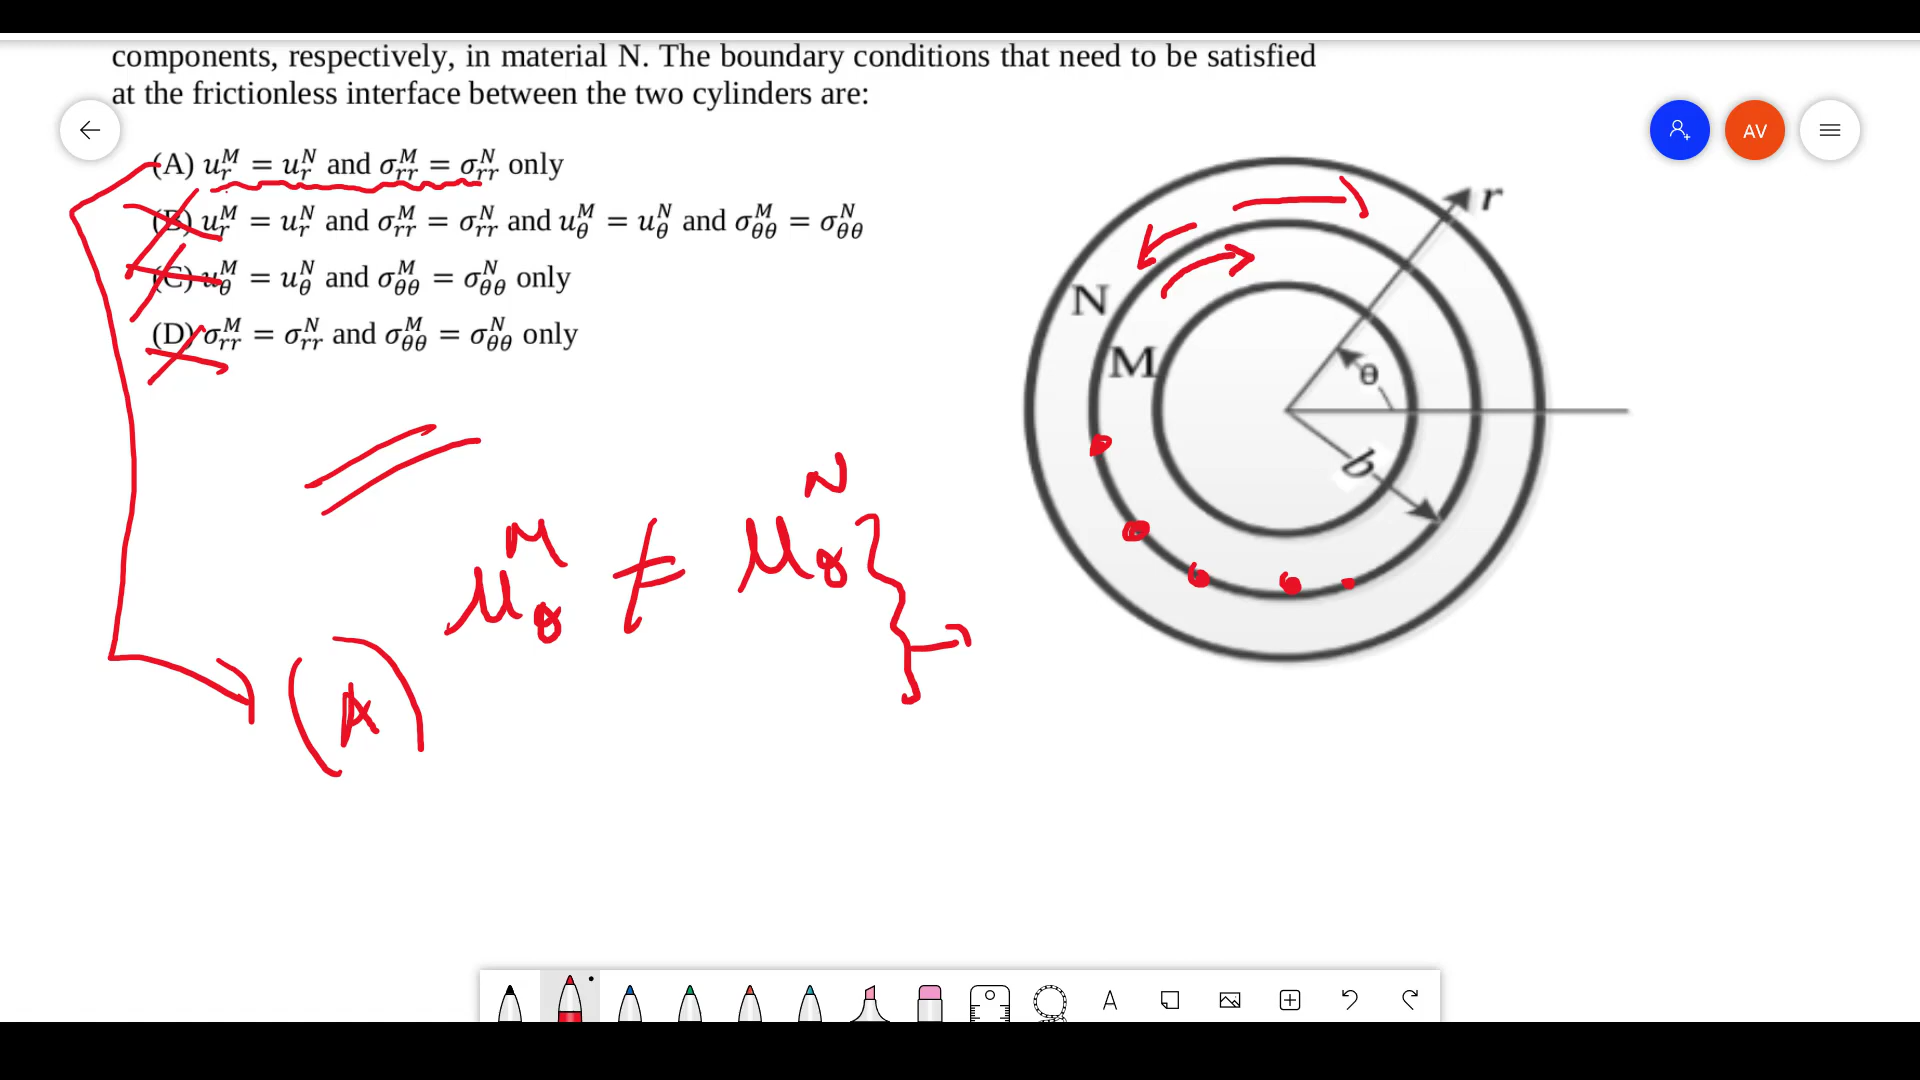 components, respectively, in material N. The boundary conditions that need to be satisfied
at the frictionless interface between the two cylinders are:
AV
(A) u_r^M = u_r^N and σ_rr^M = σ_rr^N only
(B) u_r^M = u_r^N and σ_rr^M = σ_rr^N and u_θ^M = u_θ^N and σ_θθ^M = σ_θθ^N
(C) u_θ^M = u_θ^N and σ_θθ^M = σ_θθ^N only
(D) σ_rr^M = σ_rr^N and σ_θθ^M = σ_θθ^N only
r
N
M
θ
b
u_θ^M ≠ u_θ^N
(A)
A